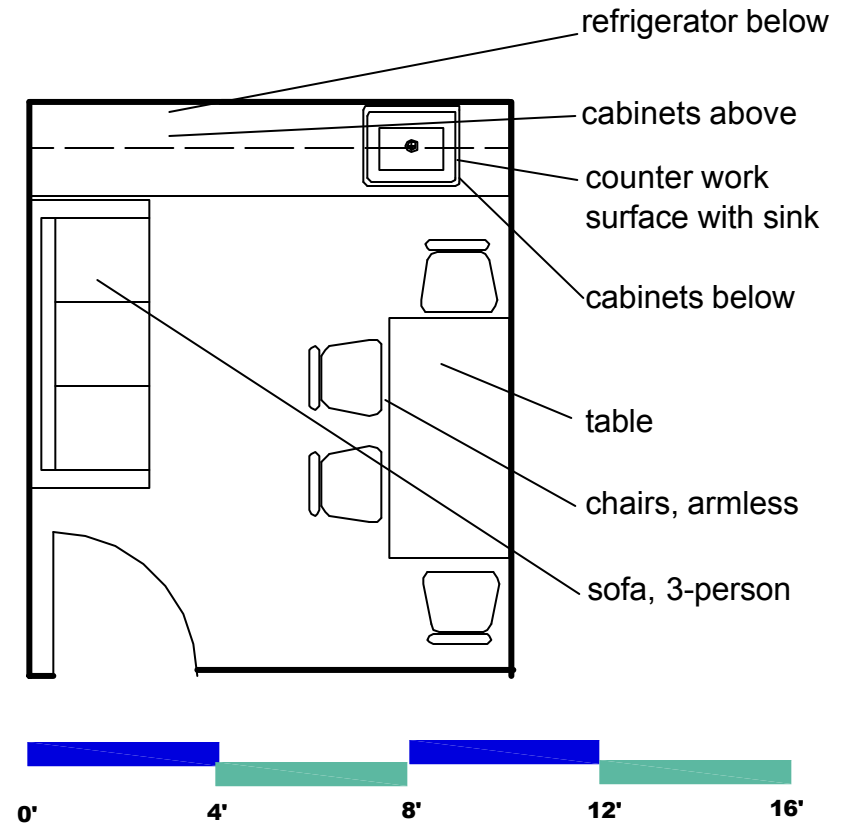 refrigerator below
cabinets above
counter work
surface with sink
cabinets below
table
chairs, armless
sofa, 3-person
0' 4' 8' 12' 16'